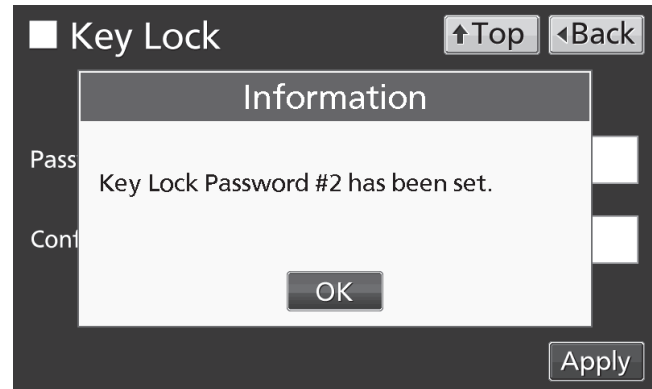 Key Lock
Top
Back
Information
Key Lock Password #2 has been set.
OK
Apply